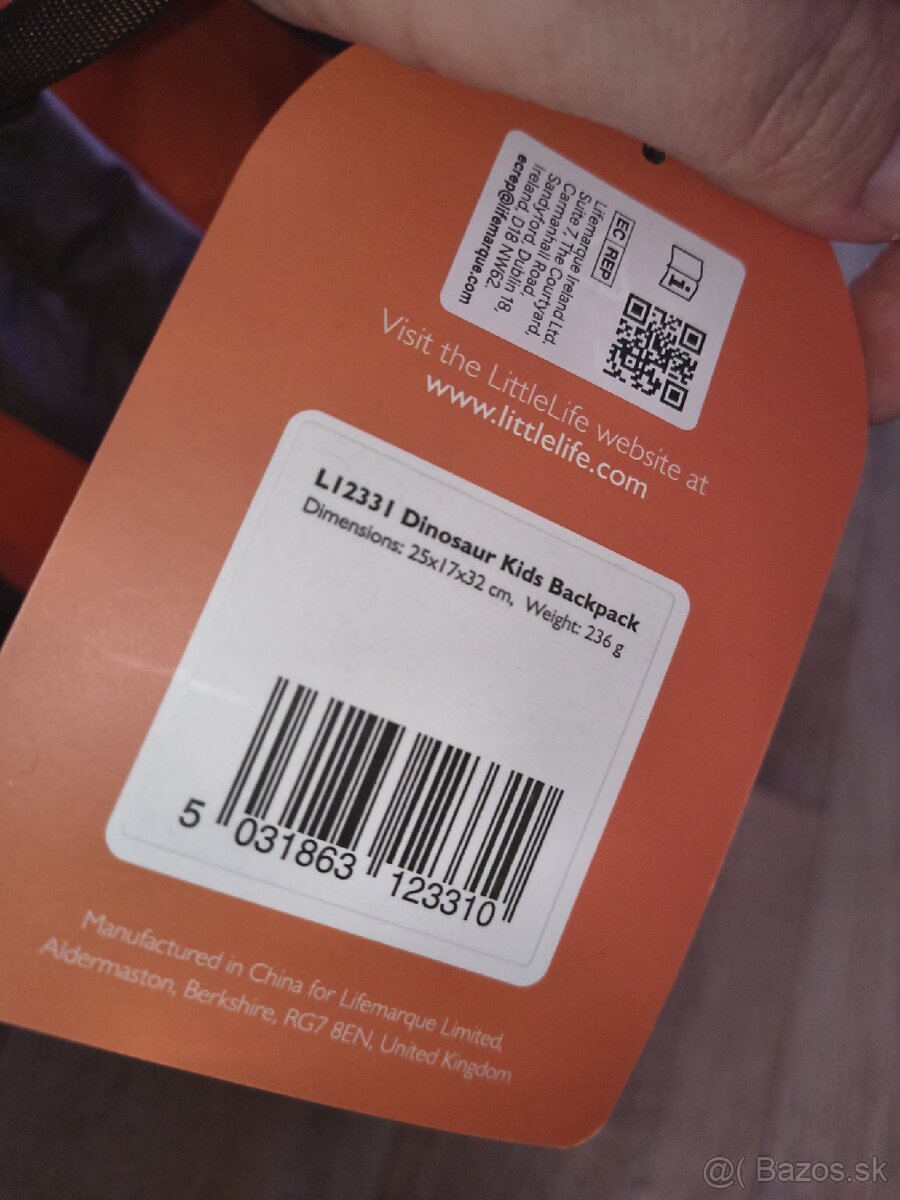 EC REP
Lifemarque Ireland Ltd.
Suite 7, The Courtyard,
Carmanhall Road,
Sandyford, Dublin 18,
Ireland, D18 NW62.
ecrep@lifemarque.com
Visit the LittleLife website at
www.littlelife.com
L12331 Dinosaur Kids Backpack
Dimensions: 25x17x32 cm, Weight: 236 g
5 031863 123310
Manufactured in China for Lifemarque Limited,
Aldermaston, Berkshire, RG7 8EN, United Kingdom
@( Bazos.sk